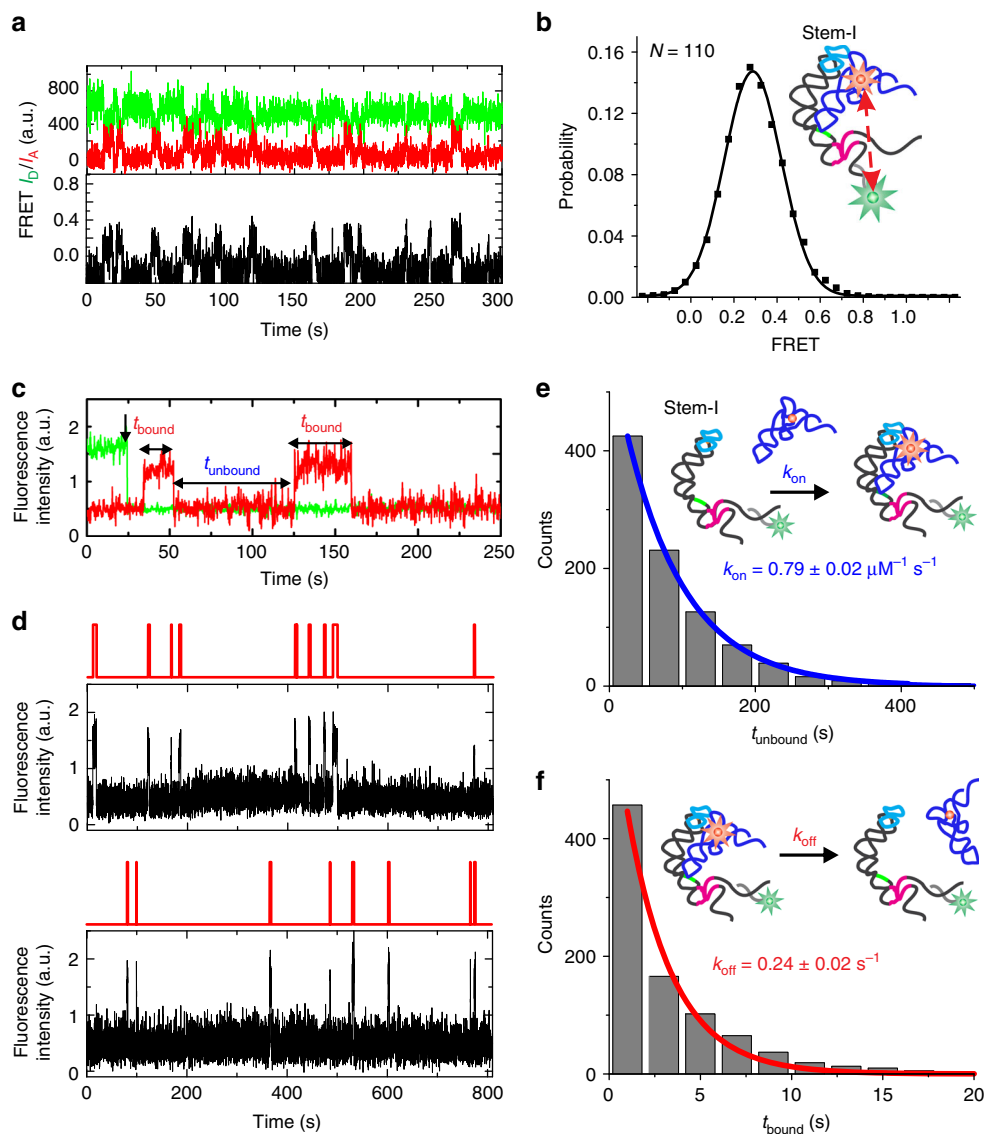 a
800
400
0
I_D/I_A (a.u.)
0.8
0.4
0.0
FRET
0 50 100 150 200 250 300
Time (s)
b
N = 110
Stem-I
0.16
0.12
0.08
0.04
0.00
Probability
0.0 0.2 0.4 0.6 0.8 1.0
FRET
c
t_bound
t_unbound
t_bound
2
1
0
Fluorescence
intensity (a.u.)
0 50 100 150 200 250
Time (s)
d
2
1
0
Fluorescence
intensity (a.u.)
2
1
0
Fluorescence
intensity (a.u.)
0 200 400 600 800
Time (s)
e
Stem-I
k_on
k_on = 0.79 ± 0.02 μM⁻¹ s⁻¹
400
200
0
Counts
0 200 400
t_unbound (s)
f
k_off
k_off = 0.24 ± 0.02 s⁻¹
400
200
0
Counts
0 5 10 15 20
t_bound (s)